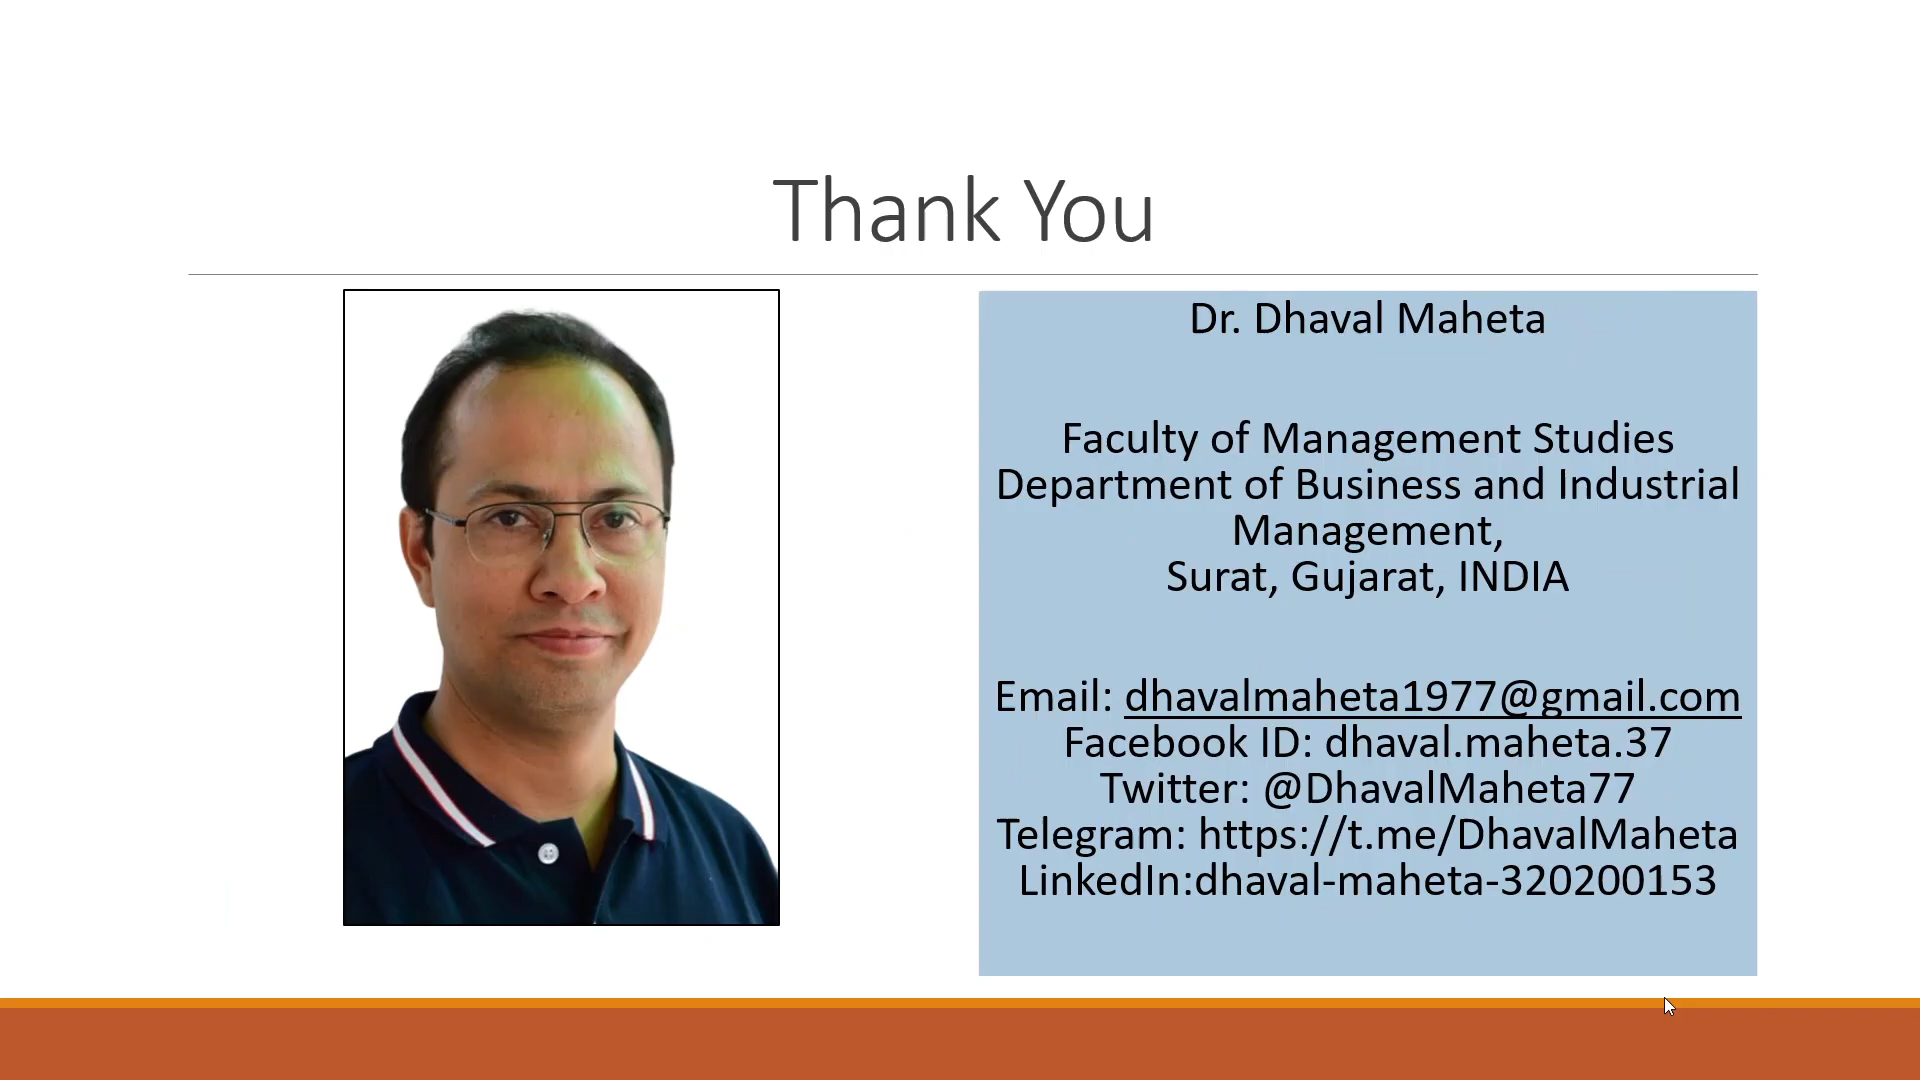 Thank You
Dr. Dhaval Maheta
Faculty of Management Studies
Department of Business and Industrial
Management,
Surat, Gujarat, INDIA
Email: dhavalmaheta1977@gmail.com
Facebook ID: dhaval.maheta.37
Twitter: @DhavalMaheta77
Telegram: https://t.me/DhavalMaheta
LinkedIn:dhaval-maheta-320200153